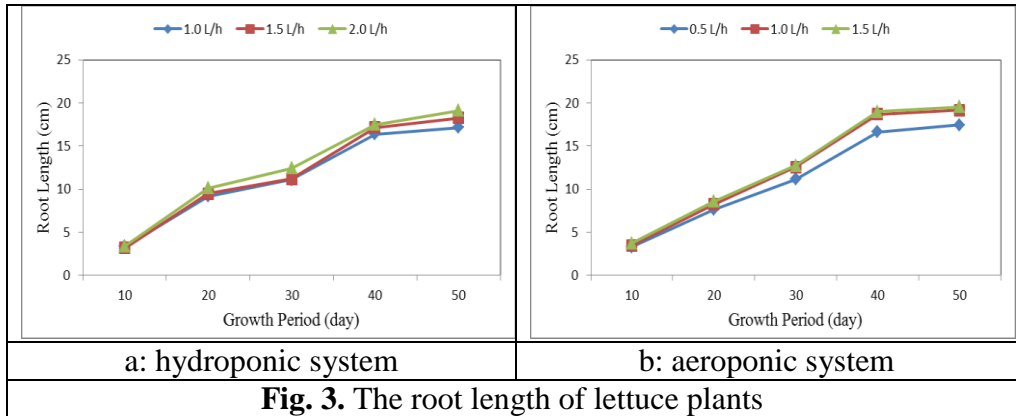 1.0 L/h 1.5 L/h 2.0 L/h
25
20
15
10
5
0
Root Length (cm)
10 20 30 40 50
Growth Period (day)
a: hydroponic system
0.5 L/h 1.0 L/h 1.5 L/h
25
20
15
10
5
0
Root Length (cm)
10 20 30 40 50
Growth Period (day)
b: aeroponic system
Fig. 3. The root length of lettuce plants